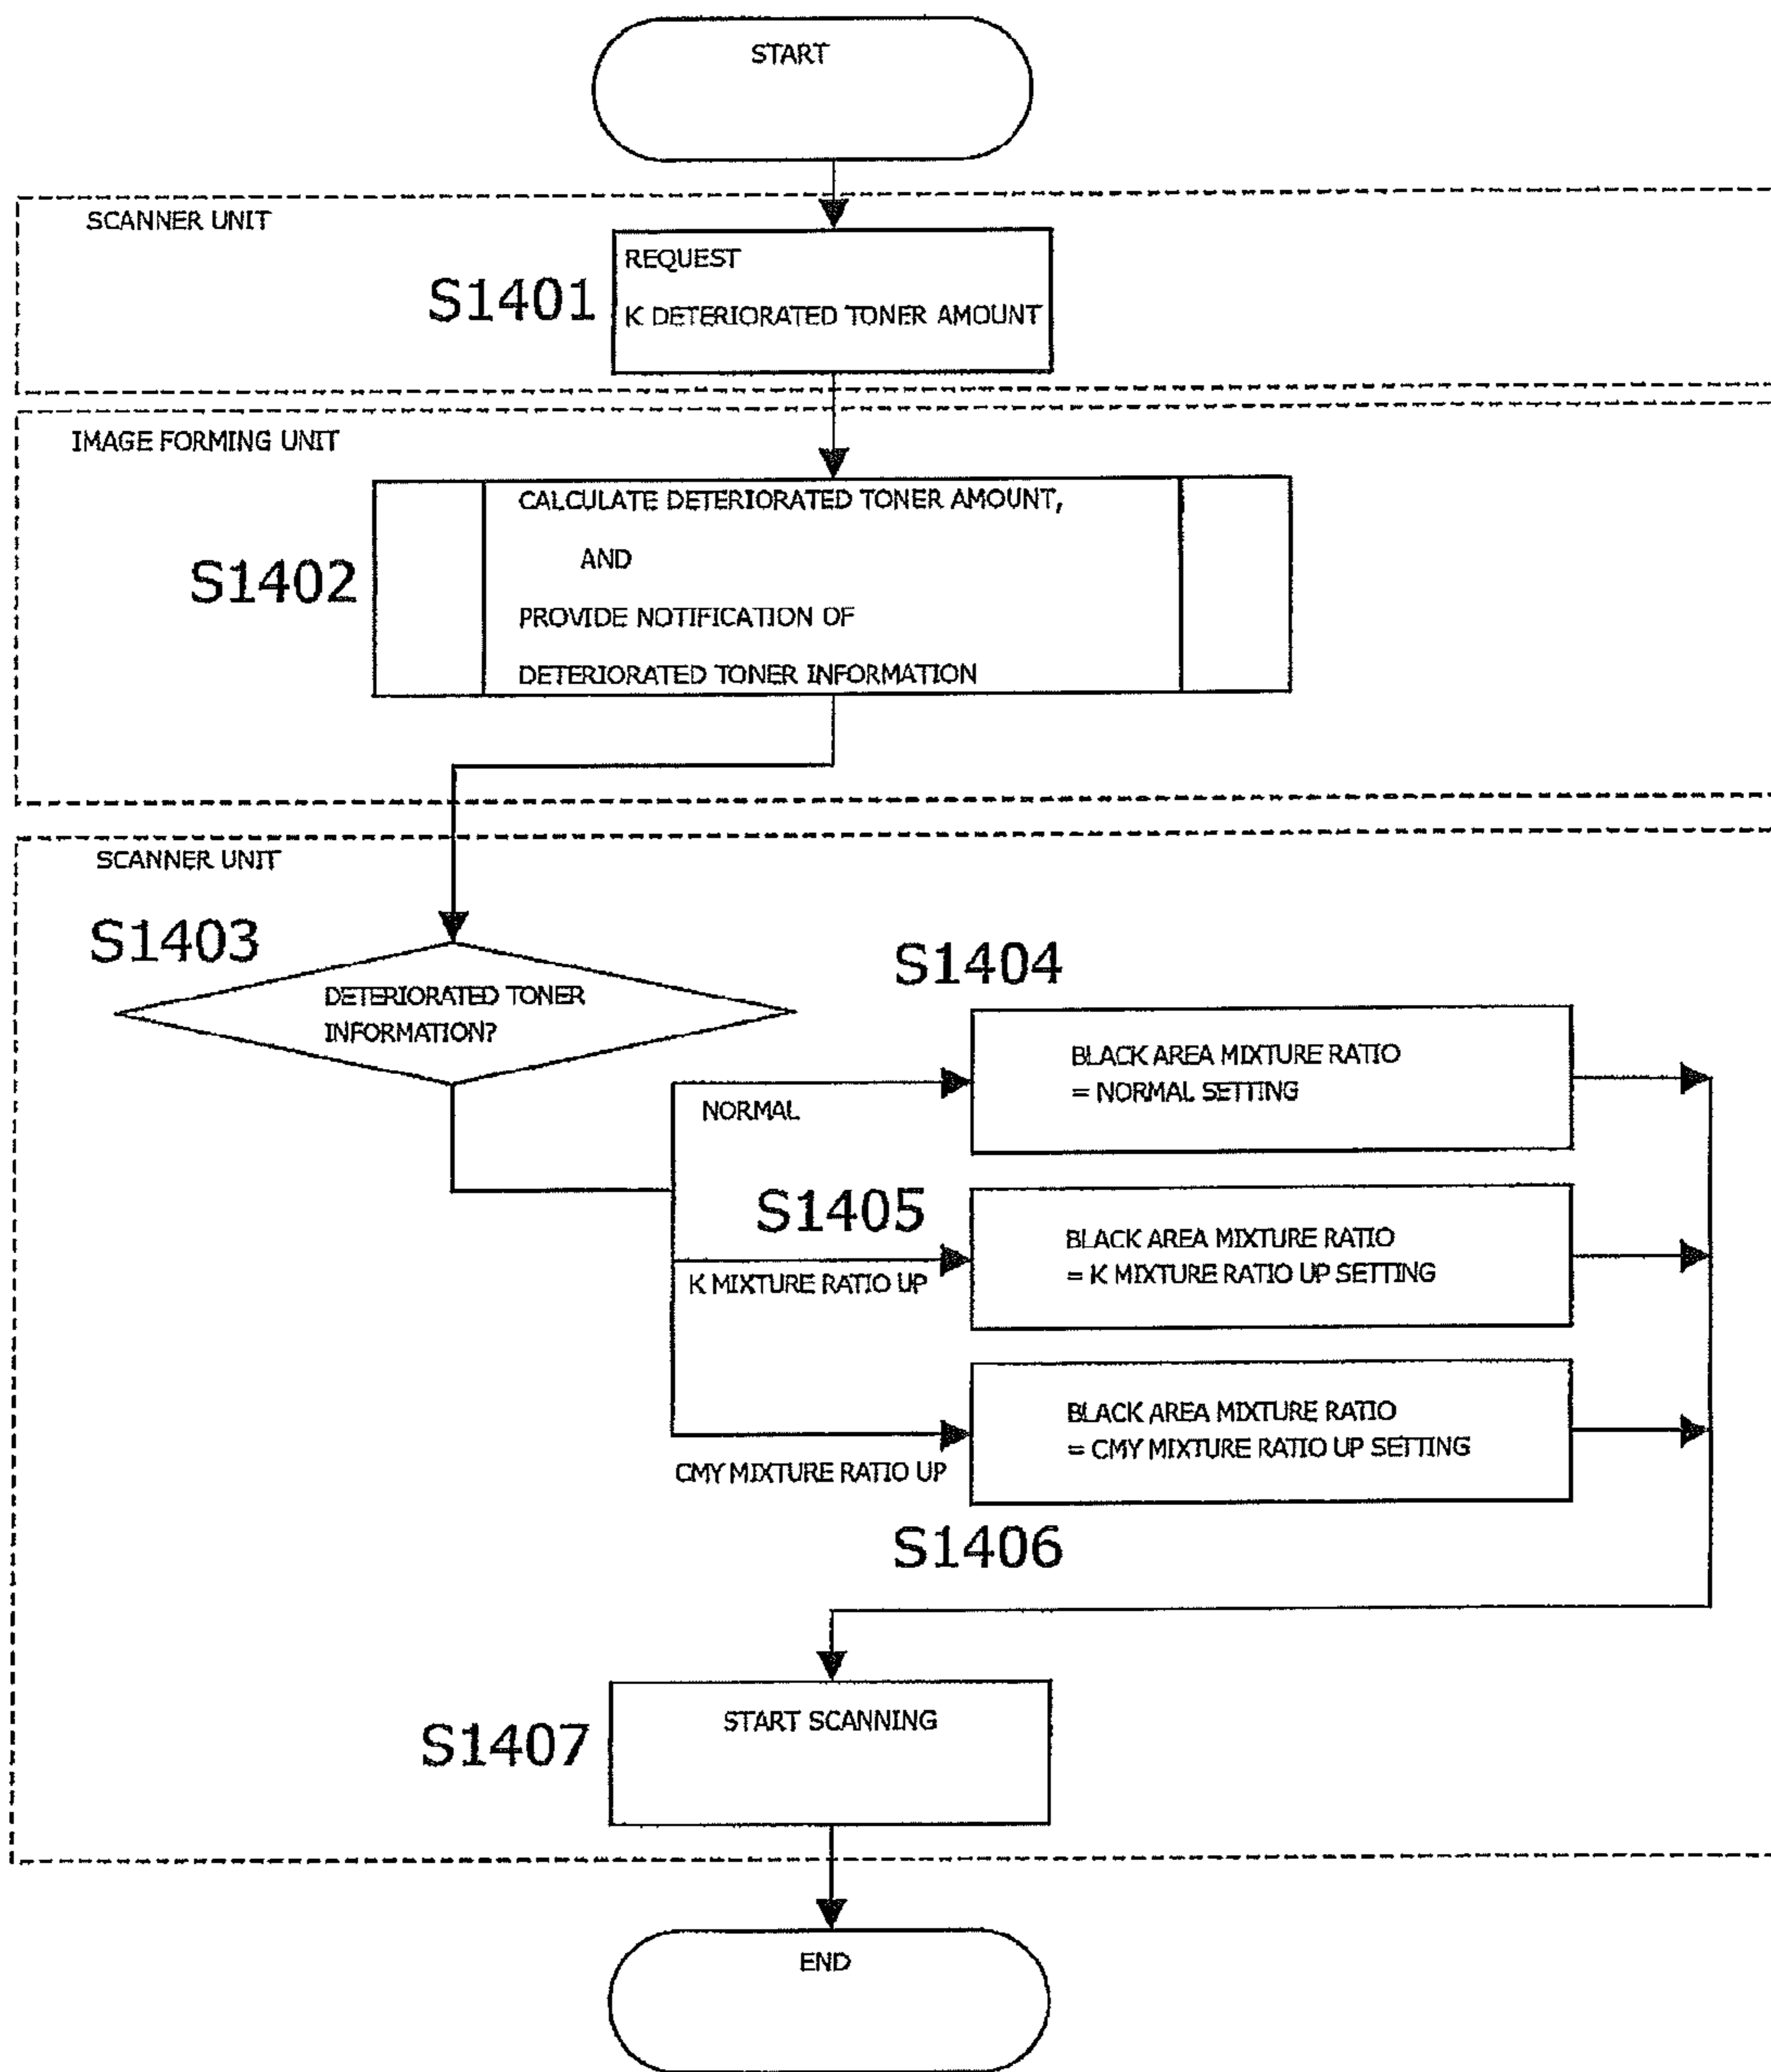 START
SCANNER UNIT
S1401
REQUEST
K DETERIORATED TONER AMOUNT
IMAGE FORMING UNIT
S1402
CALCULATE DETERIORATED TONER AMOUNT,
AND
PROVIDE NOTIFICATION OF
DETERIORATED TONER INFORMATION
SCANNER UNIT
S1403
DETERIORATED TONER
INFORMATION?
S1404
NORMAL
BLACK AREA MIXTURE RATIO
= NORMAL SETTING
S1405
K MIXTURE RATIO UP
BLACK AREA MIXTURE RATIO
= K MIXTURE RATIO UP SETTING
CMY MIXTURE RATIO UP
BLACK AREA MIXTURE RATIO
= CMY MIXTURE RATIO UP SETTING
S1406
S1407
START SCANNING
END